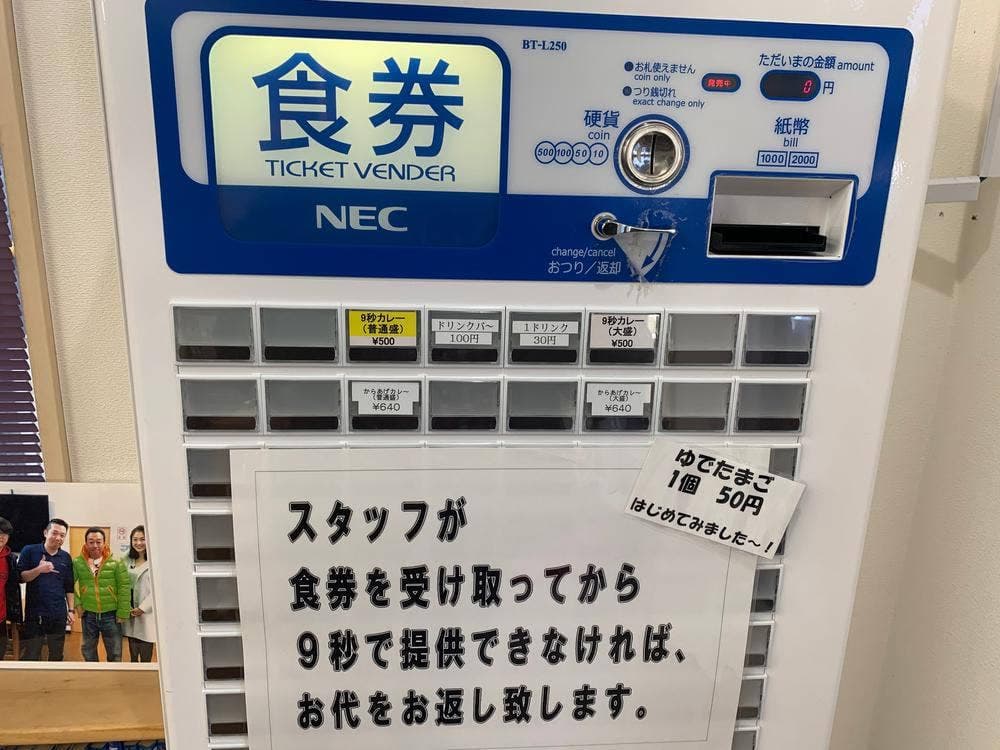 食券
TICKET VENDER
NEC
BT-L250
●お札使えません
coin only
●つり銭切れ
exact change only
発売中
ただいまの金額 amount
0円
硬貨
coin
500 100 50 10
紙幣
bill
1000 2000
change/cancel
おつり/返却
9秒カレー
(普通盛)
¥500
ドリンクバ〜
100円
1ドリンク
30円
9秒カレー
(大盛)
¥500
からあげカレ〜
(普通盛)
¥640
からあげカレ〜
(大盛)
¥640
ゆでたまご
1個 50円
はじめてみました〜!
スタッフが
食券を受け取ってから
9秒で提供できなければ、
お代をお返し致します。